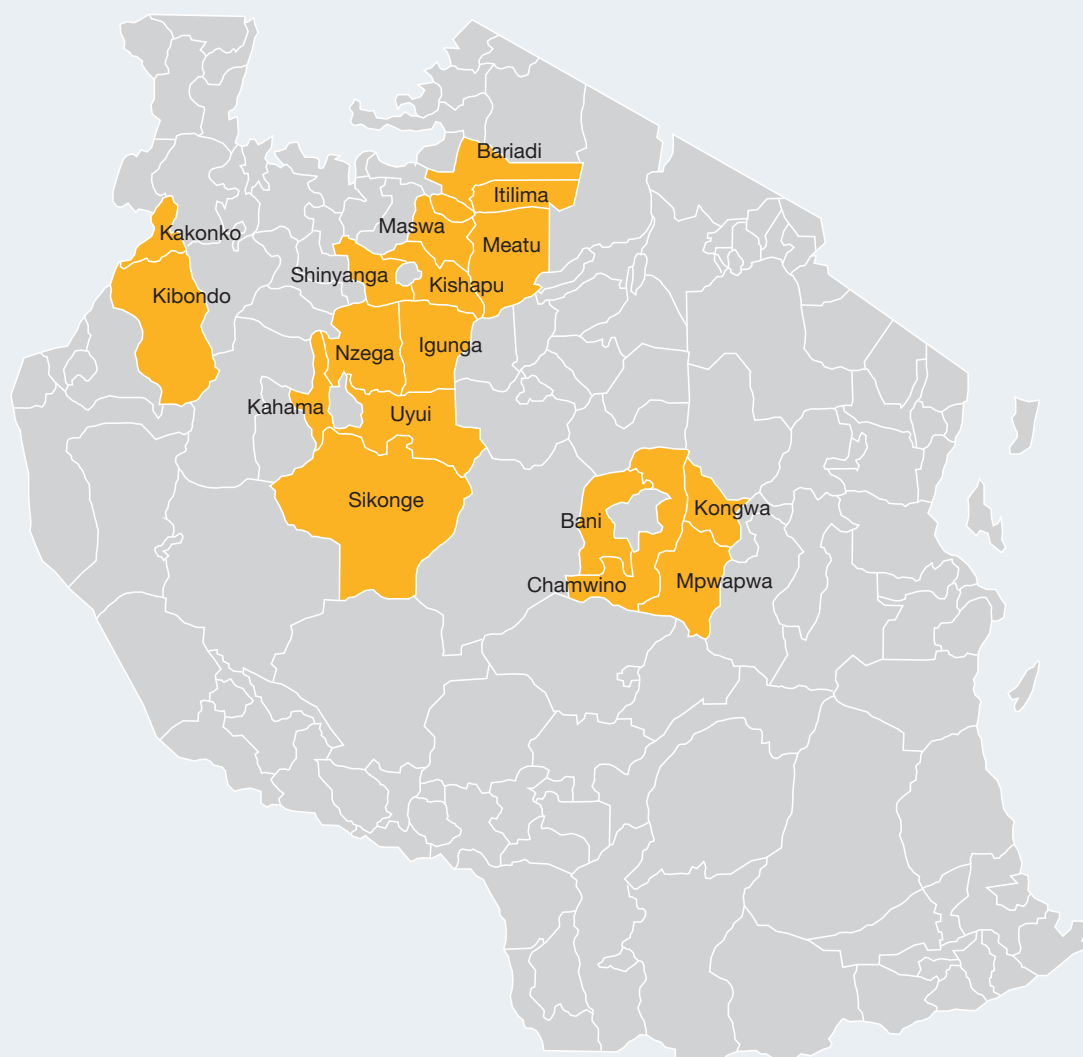 Bariadi
Itilima
Maswa
Kakonko
Meatu
Shinyanga
Kishapu
Kibondo
Igunga
Nzega
Kahama
Uyui
Sikonge
Kongwa
Bani
Mpwapwa
Chamwino